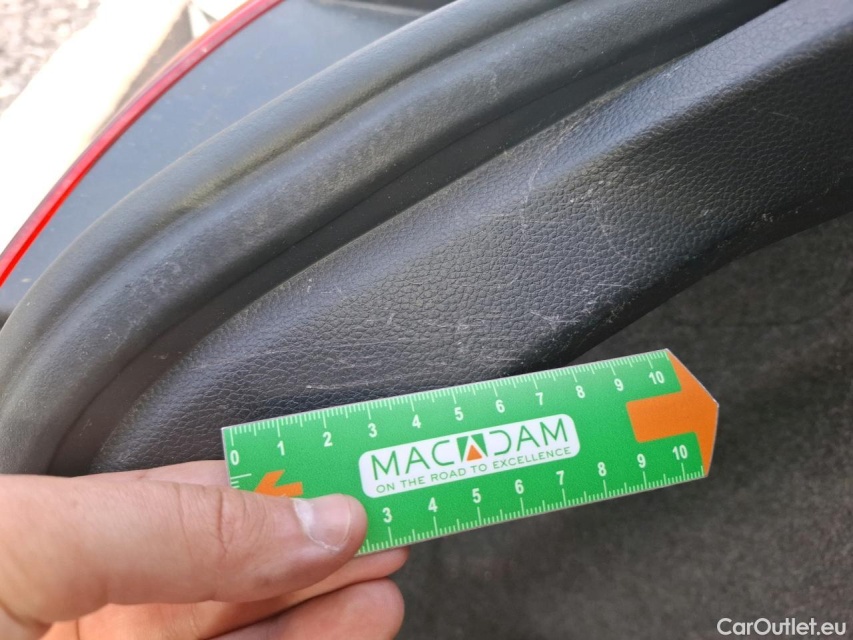 0 1 2 3 4 5 6 7 8 9 10
MACADAM
ON THE ROAD TO EXCELLENCE
3 4 5 6 7 8 9 10
CarOutlet.eu